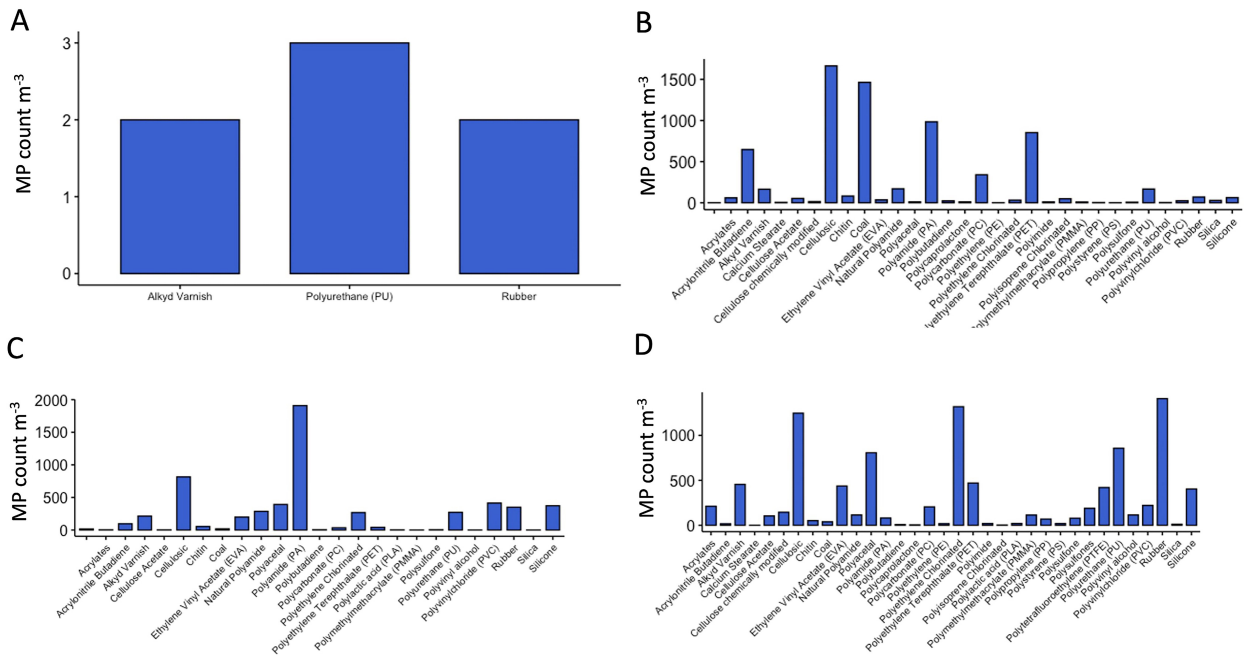 A
MP count m-3
3
2
1
0
Alkyd Varnish
Polyurethane (PU)
Rubber
B
MP count m-3
1500
1000
500
0
Acrylates
Acrylonitrile Butadiene
Alkyd Varnish
Calcium Stearate
Cellulose Acetate
Cellulose chemically modified
Cellulosic
Chitin
Coal
Ethylene Vinyl Acetate (EVA)
Natural Polyamide
Polyacetal
Polyamide (PA)
Polybutadiene
Polycaprolactone
Polycarbonate (PC)
Polyethylene (PE)
Polyethylene Chlorinated
olyethylene Terephthalate (PET)
Polyimide
Polyisoprene Chlorinated
olymethylmethacrylate (PMMA)
Polypropylene (PP)
Polystyrene (PS)
Polysulfone
Polyurethane (PU)
Polyvinyl alcohol
Polyvinylchloride (PVC)
Rubber
Silica
Silicone
C
MP count m-3
2000
1500
1000
500
0
Acrylates
Acrylonitrile Butadiene
Alkyd Varnish
Cellulose Acetate
Cellulosic
Chitin
Coal
Ethylene Vinyl Acetate (EVA)
Natural Polyamide
Polyacetal
Polyamide (PA)
Polybutadiene
Polycarbonate (PC)
Polyethylene Chlorinated
Polyethylene Terephthalate (PET)
Polylactic acid (PLA)
Polymethylmethacrylate (PMMA)
Polysulfone
Polyurethane (PU)
Polyvinyl alcohol
Polyvinylchloride (PVC)
Rubber
Silica
Silicone
D
MP count m-3
1000
500
0
Acrylates
Acrylonitrile Butadiene
Alkyd Varnish
Calcium Stearate
Cellulose Acetate
Cellulose chemically modified
Cellulosic
Chitin
Coal
Ethylene Vinyl Acetate (EVA)
Natural Polyamide
Polyacetal
Polyamide (PA)
Polybutadiene
Polycaprolactone
Polycarbonate (PC)
Polyethylene (PE)
Polyethylene Chlorinated
Polyethylene Terephthalate (PET)
Polyimide
Polyisoprene Chlorinated
Polylactic acid (PLA)
Polymethylmethacrylate (PMMA)
Polypropylene (PP)
Polystyrene (PS)
Polysulfone
Polysulfones
Polytetrafluoroethylene (PTFE)
Polyurethane (PU)
Polyvinyl alcohol
Polyvinylchloride (PVC)
Rubber
Silica
Silicone